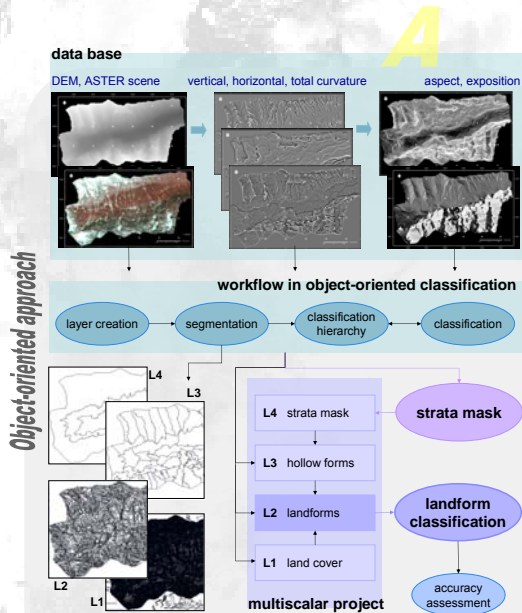 A
data base
DEM, ASTER scene
vertical, horizontal, total curvature
aspect, exposition
Object-oriented approach
workflow in object-oriented classification
layer creation
segmentation
classification
hierarchy
classification
L4
L3
L2
L1
L4 strata mask
L3 hollow forms
L2 landforms
L1 land cover
multiscalar project
strata mask
landform
classification
accuracy
assessment